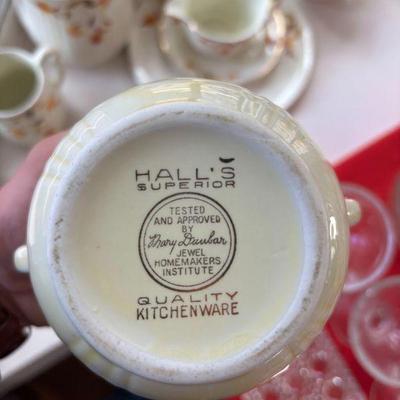 HALL'S
SUPERIOR
TESTED
AND APPROVED
BY
Mary Dunbar
JEWEL
HOMEMAKERS
INSTITUTE
QUALITY
KITCHENWARE